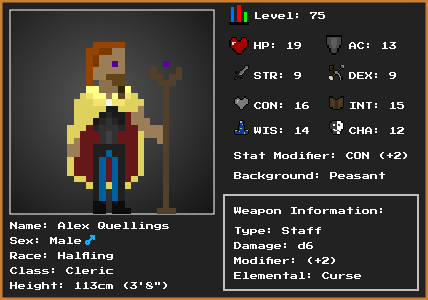 Level: 75
HP: 19 AC: 13
STR: 9 DEX: 9
CON: 16 INT: 15
WIS: 14 CHA: 12
Stat Modifier: CON (+2)
Background: Peasant
Weapon Information:
Type: Staff
Damage: d6
Modifier: (+2)
Elemental: Curse
Name: Alex Quellings
Sex: Male ♂
Race: Halfling
Class: Cleric
Height: 113cm (3'8")